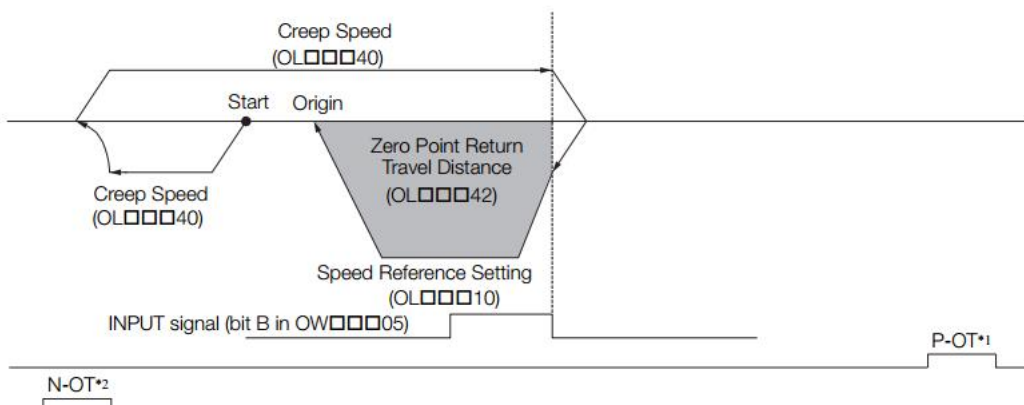 Creep Speed
(OL□□□40)
Start Origin
Zero Point Return
Travel Distance
(OL□□□42)
Creep Speed
(OL□□□40)
Speed Reference Setting
(OL□□□10)
INPUT signal (bit B in OW□□□05)
P-OT*1
N-OT*2